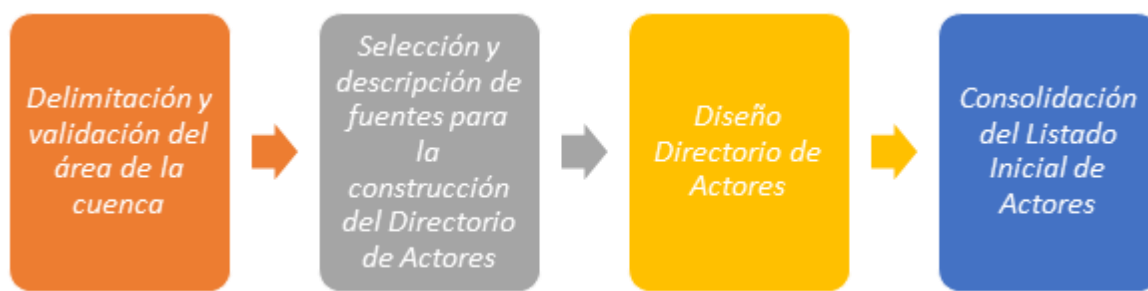 Delimitación y
validación del
área de la
cuenca
Selección y
descripción de
fuentes para
la
construcción
del Directorio
de Actores
Diseño
Directorio de
Actores
Consolidación
del Listado
Inicial de
Actores